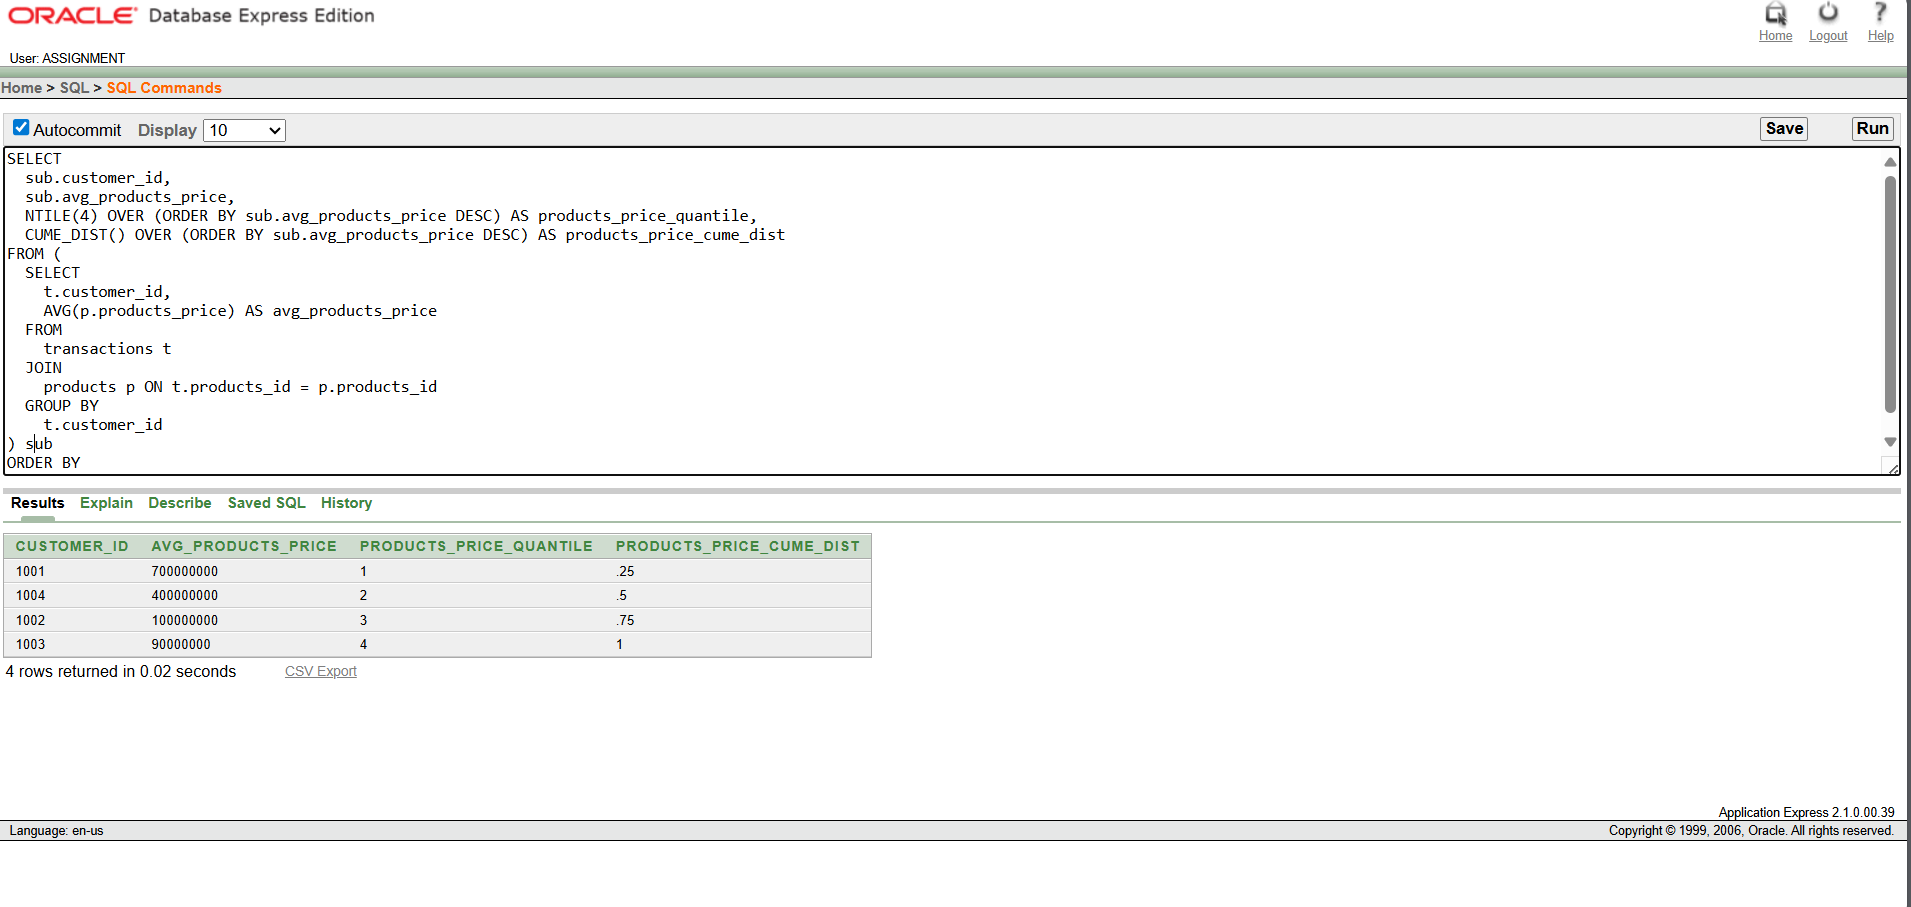 ORACLE Database Express Edition
Home Logout Help
User: ASSIGNMENT
Home > SQL > SQL Commands
Autocommit Display 10 Save Run
SELECT
  sub.customer_id,
  sub.avg_products_price,
  NTILE(4) OVER (ORDER BY sub.avg_products_price DESC) AS products_price_quantile,
  CUME_DIST() OVER (ORDER BY sub.avg_products_price DESC) AS products_price_cume_dist
FROM (
  SELECT
    t.customer_id,
    AVG(p.products_price) AS avg_products_price
  FROM
    transactions t
  JOIN
    products p ON t.products_id = p.products_id
  GROUP BY
    t.customer_id
) sub
ORDER BY
Results Explain Describe Saved SQL History
CUSTOMER_ID AVG_PRODUCTS_PRICE PRODUCTS_PRICE_QUANTILE PRODUCTS_PRICE_CUME_DIST
1001 700000000 1 .25
1004 400000000 2 .5
1002 100000000 3 .75
1003 90000000 4 1
4 rows returned in 0.02 seconds CSV Export
Application Express 2.1.0.00.39
Language: en-us Copyright © 1999, 2006, Oracle. All rights reserved.